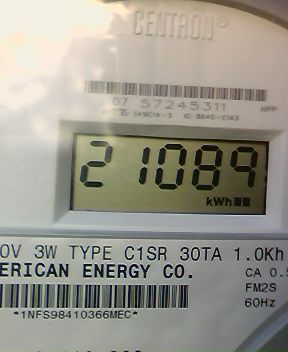 CENTRON®
07 57245311 HPP
21089
kWh
0V 3W TYPE C1SR 30TA 1.0Kh
ERICAN ENERGY CO.
CA 0.5
FM2S
60Hz
*1NFS98410366MEC*